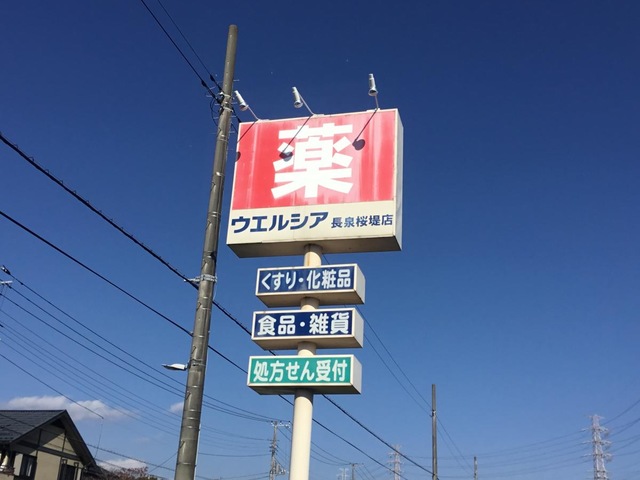 薬
ウエルシア 長泉桜堤店
くすり・化粧品
食品・雑貨
処方せん受付